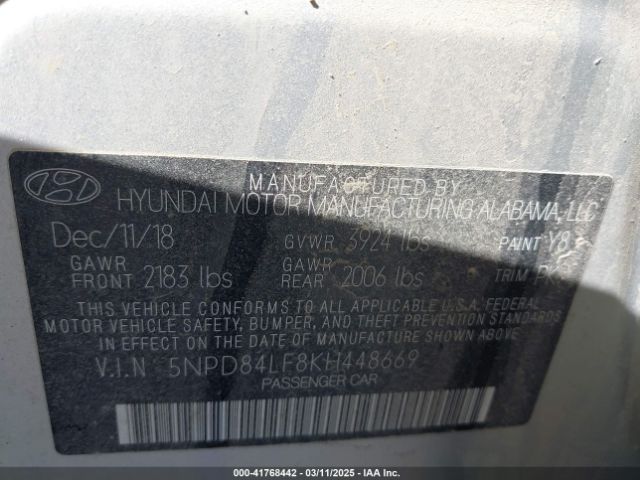 MANUFACTURED BY
HYUNDAI MOTOR MANUFACTURING ALABAMA, LLC
Dec/11/18 GVWR 3924 lbs PAINT Y8
GAWR FRONT 2183 lbs GAWR REAR 2006 lbs TRIM PK
THIS VEHICLE CONFORMS TO ALL APPLICABLE U.S.A. FEDERAL
MOTOR VEHICLE SAFETY, BUMPER, AND THEFT PREVENTION STANDARDS
IN EFFECT ON THE DATE OF MANUFACTURE SHOWN ABOVE.
V.I.N 5NPD84LF8KH448669
PASSENGER CAR
000-41768442 - 03/11/2025 - IAA Inc.